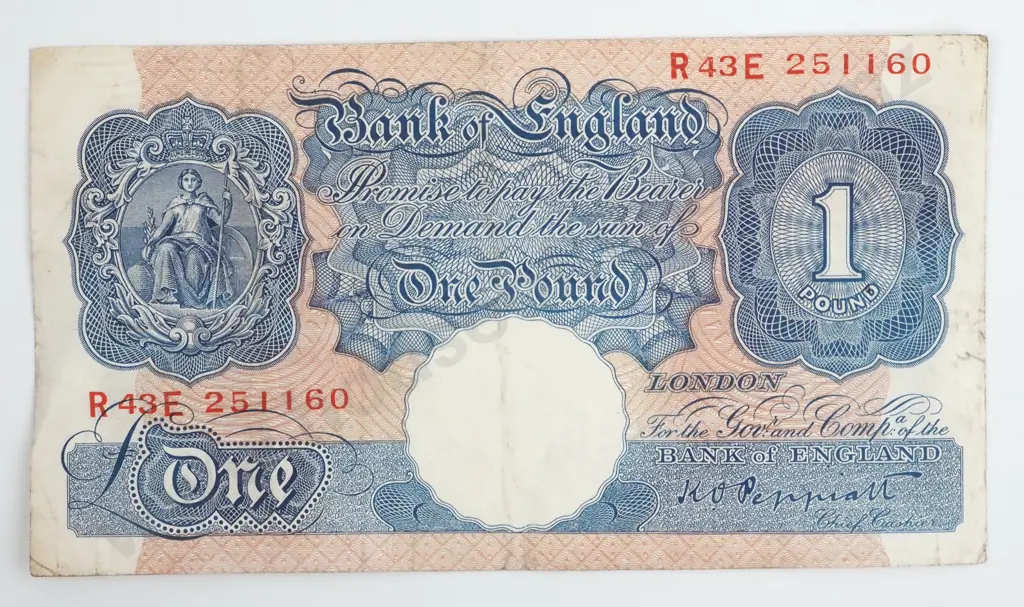 R43E 251160
Bank of England
Promise to pay the Bearer
on Demand the sum of
One Pound
1
POUND
R43E 251160
£One
LONDON
For the Govr. and Compa. of the
BANK of ENGLAND
K O Peppiatt
Chief Cashier